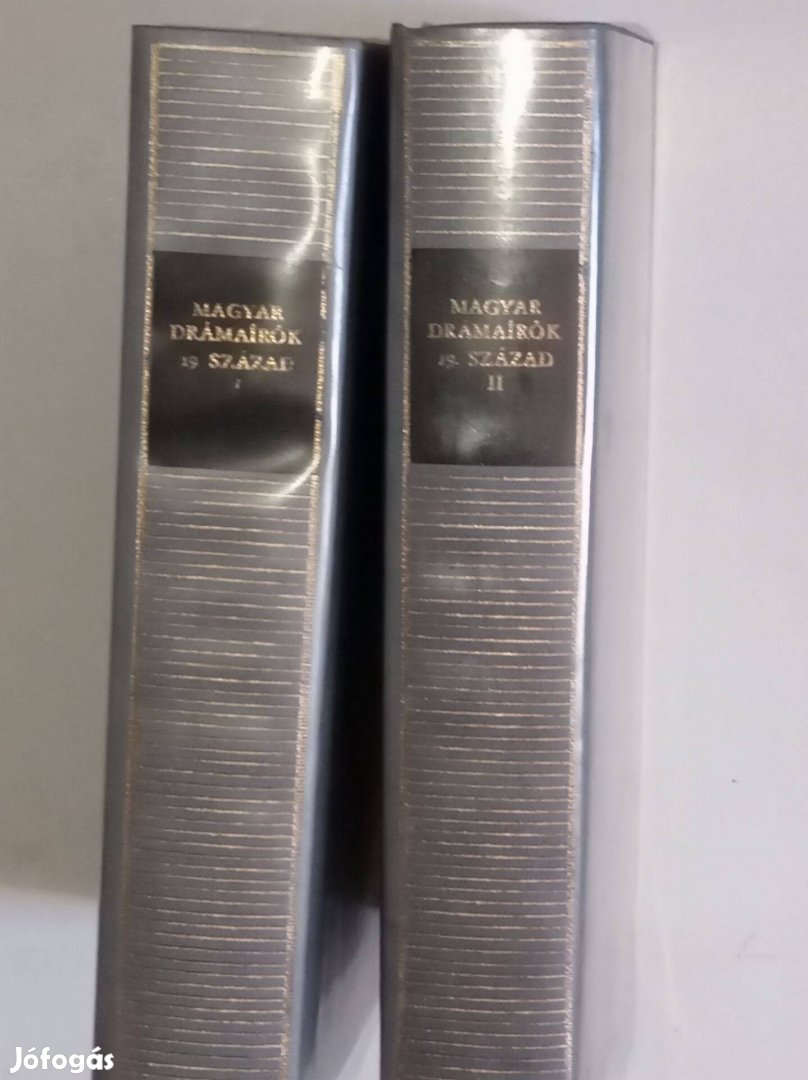 MAGYAR
DRÁMAÍRÓK
19 SZÁZAD
I
MAGYAR
DRÁMAÍRÓK
19. SZÁZAD
II
Jófogás